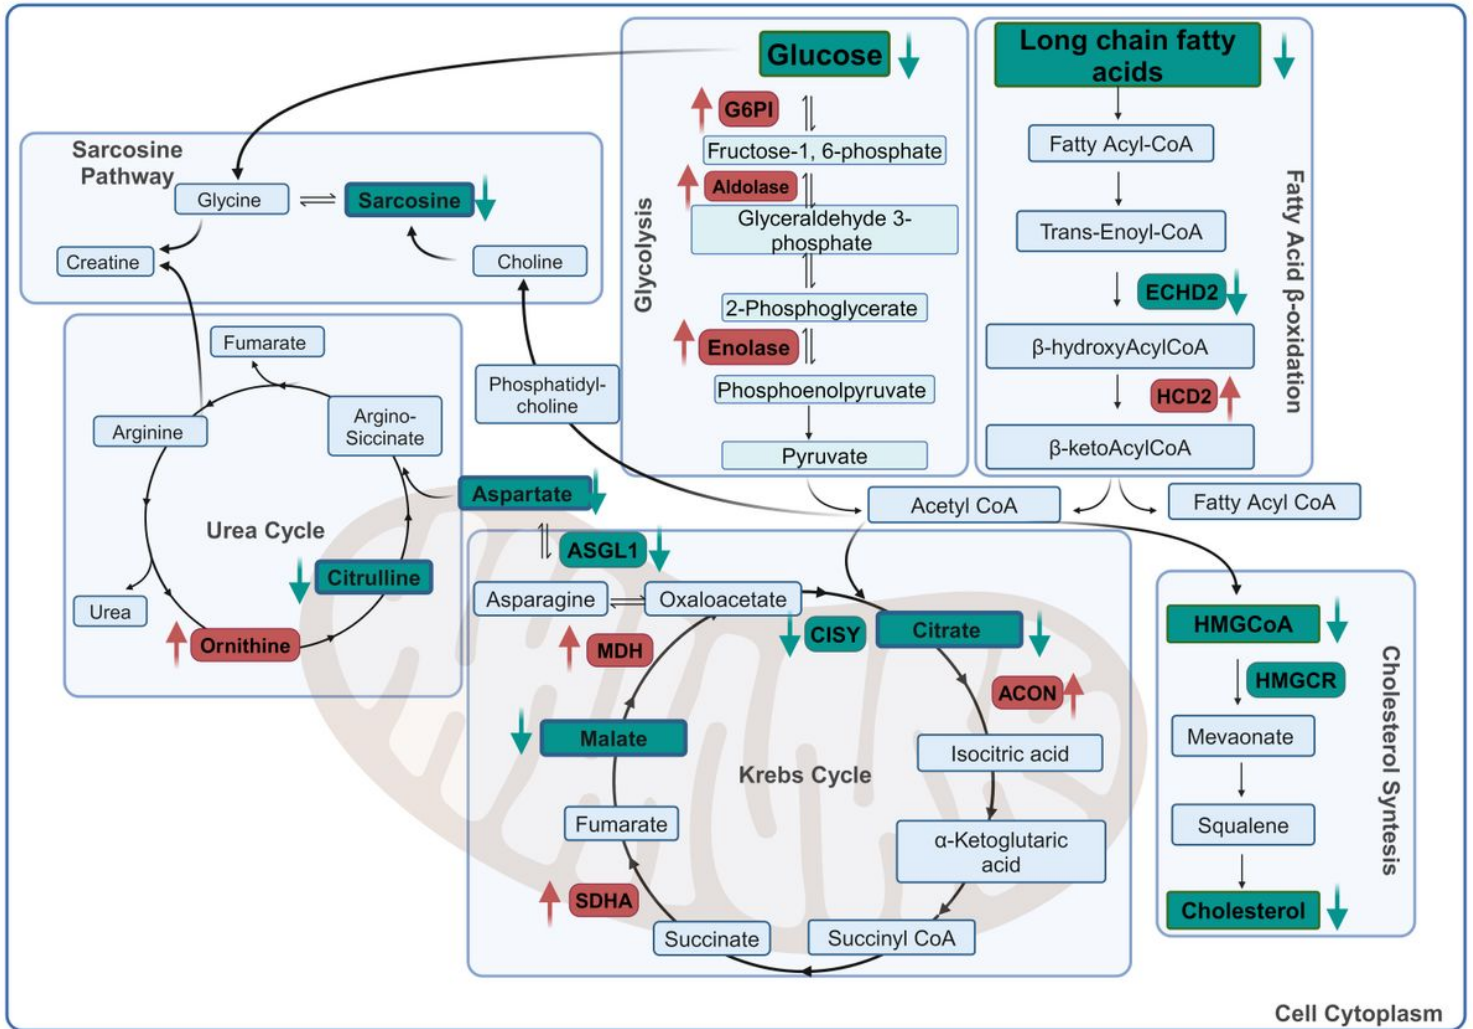 Glucose
Long chain fatty
acids
G6PI
Fructose-1, 6-phosphate
Aldolase
Glyceraldehyde 3-
phosphate
2-Phosphoglycerate
Enolase
Phosphoenolpyruvate
Pyruvate
Glycolysis
Fatty Acyl-CoA
Trans-Enoyl-CoA
ECHD2
β-hydroxyAcylCoA
HCD2
β-ketoAcylCoA
Fatty Acid β-oxidation
Sarcosine
Pathway
Glycine
Sarcosine
Creatine
Choline
Phosphatidyl-
choline
Fumarate
Arginine
Argino-
Siccinate
Urea Cycle
Citrulline
Urea
Ornithine
Aspartate
Acetyl CoA
Fatty Acyl CoA
ASGL1
Asparagine
Oxaloacetate
MDH
CISY
Citrate
ACON
Malate
Krebs Cycle
Isocitric acid
Fumarate
α-Ketoglutaric
acid
SDHA
Succinate
Succinyl CoA
HMGCoA
HMGCR
Mevaonate
Squalene
Cholesterol
Cholesterol Syntesis
Cell Cytoplasm